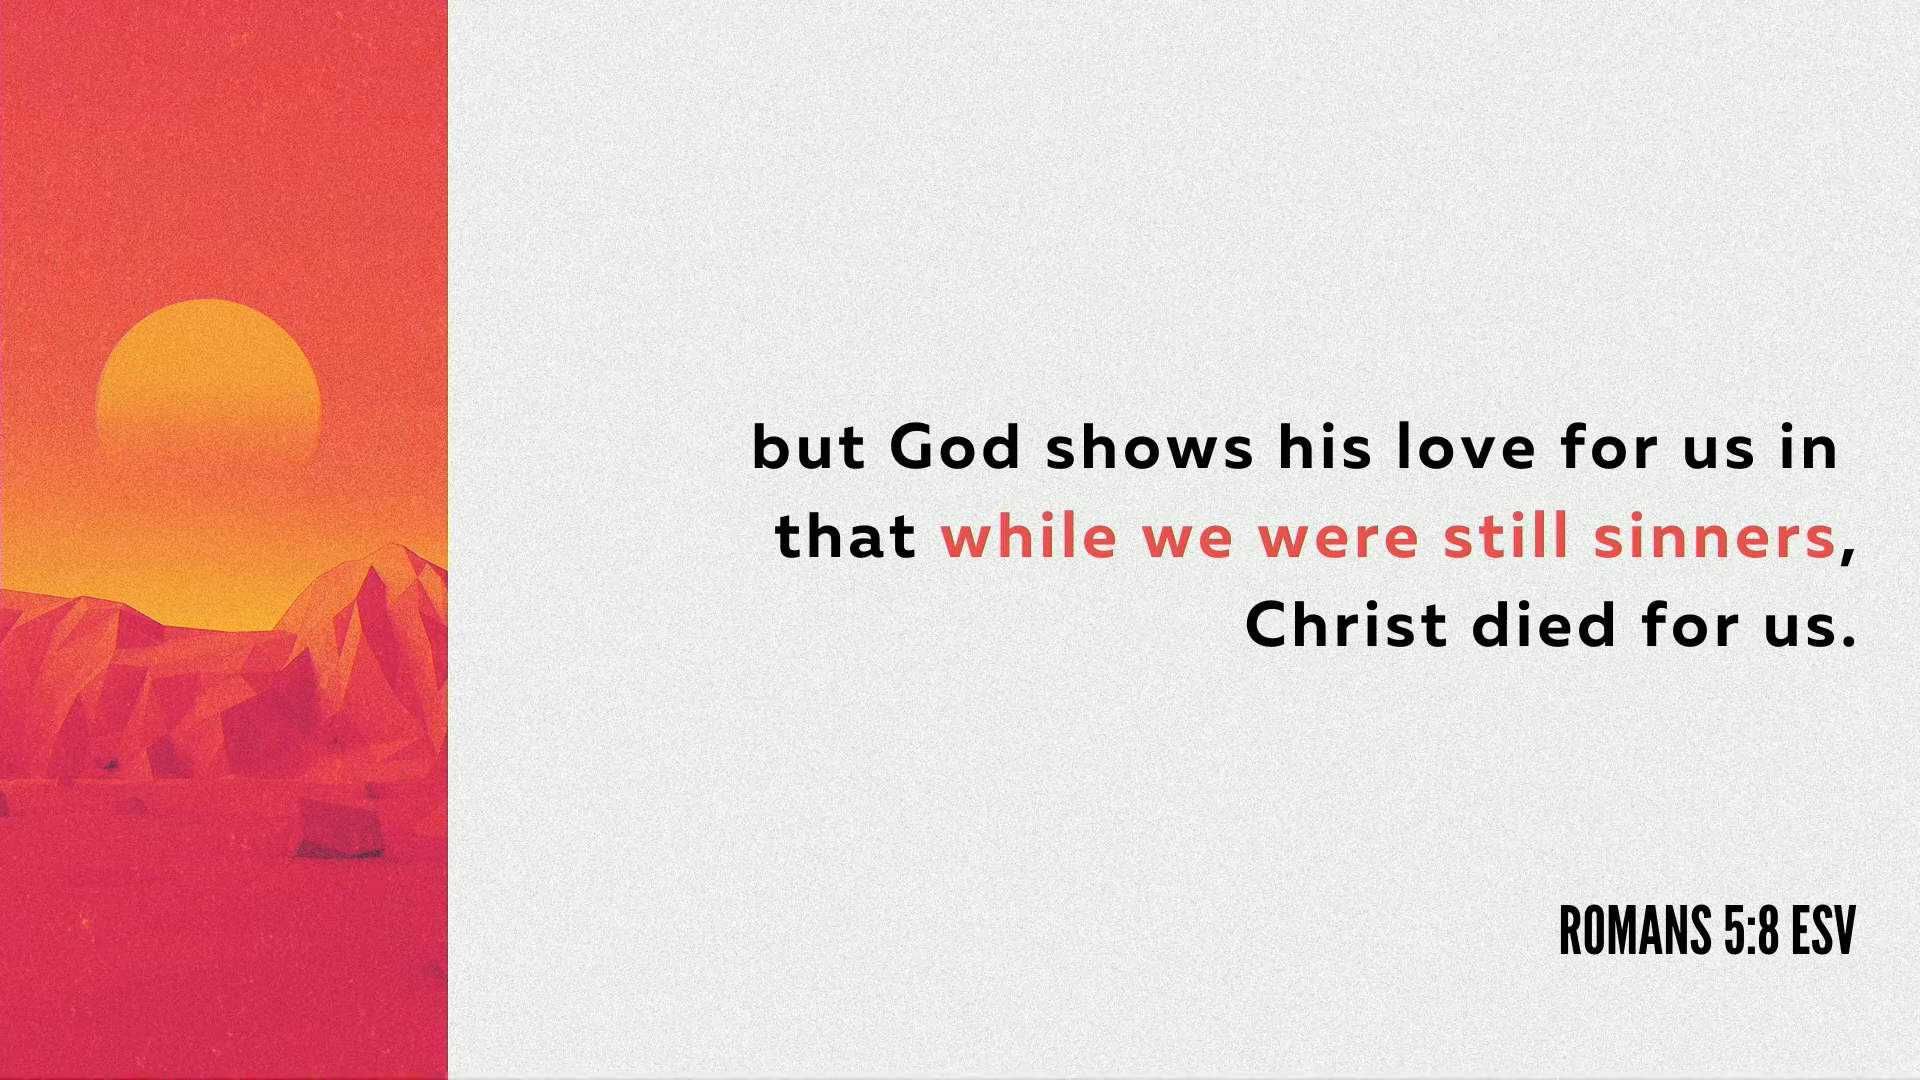 but God shows his love for us in
that while we were still sinners,
Christ died for us.
ROMANS 5:8 ESV